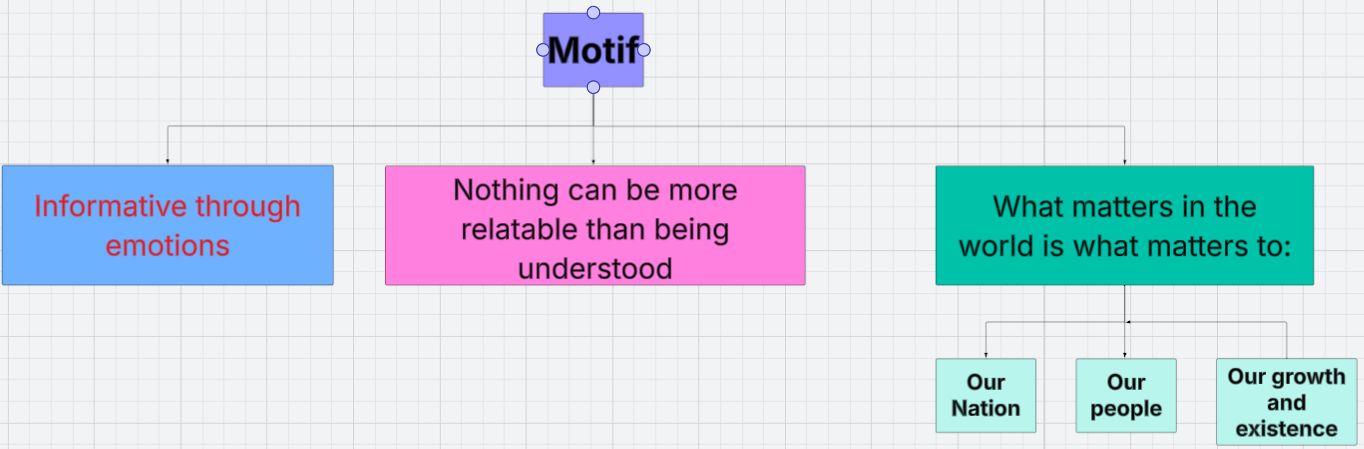 Motif
Informative through
emotions
Nothing can be more
relatable than being
understood
What matters in the
world is what matters to:
Our
Nation
Our
people
Our growth
and
existence